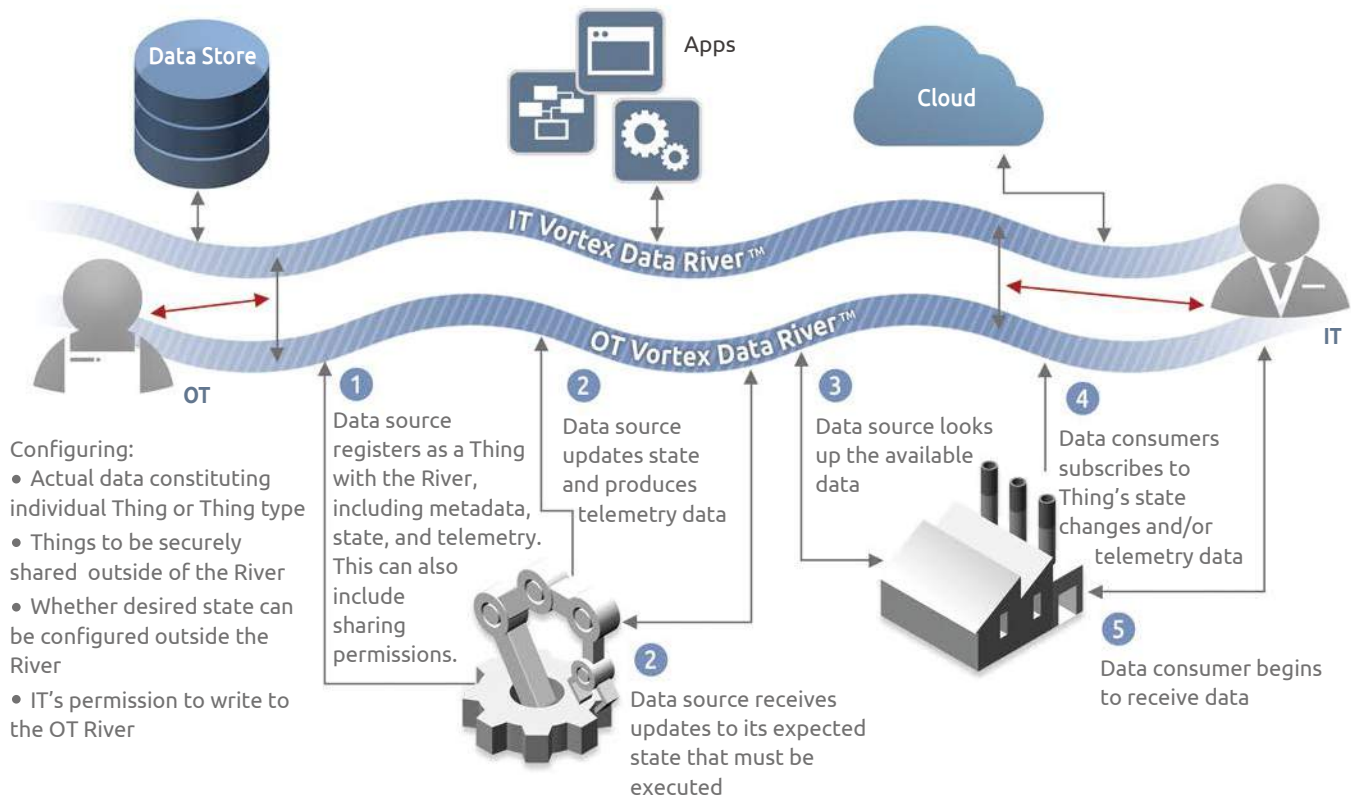 Data Store
Apps
Cloud
IT Vortex Data River™
OT Vortex Data River™
OT
IT
Configuring:
• Actual data constituting
individual Thing or Thing type
• Things to be securely
shared outside of the River
• Whether desired state can
be configured outside the
River
• IT's permission to write to
the OT River
1
Data source
registers as a Thing
with the River,
including metadata,
state, and telemetry.
This can also
include
sharing
permissions.
2
Data source
updates state
and produces
telemetry data
2
Data source receives
updates to its expected
state that must be
executed
3
Data source looks
up the available
data
4
Data consumers
subscribes to
Thing's state
changes and/or
telemetry data
5
Data consumer begins
to receive data